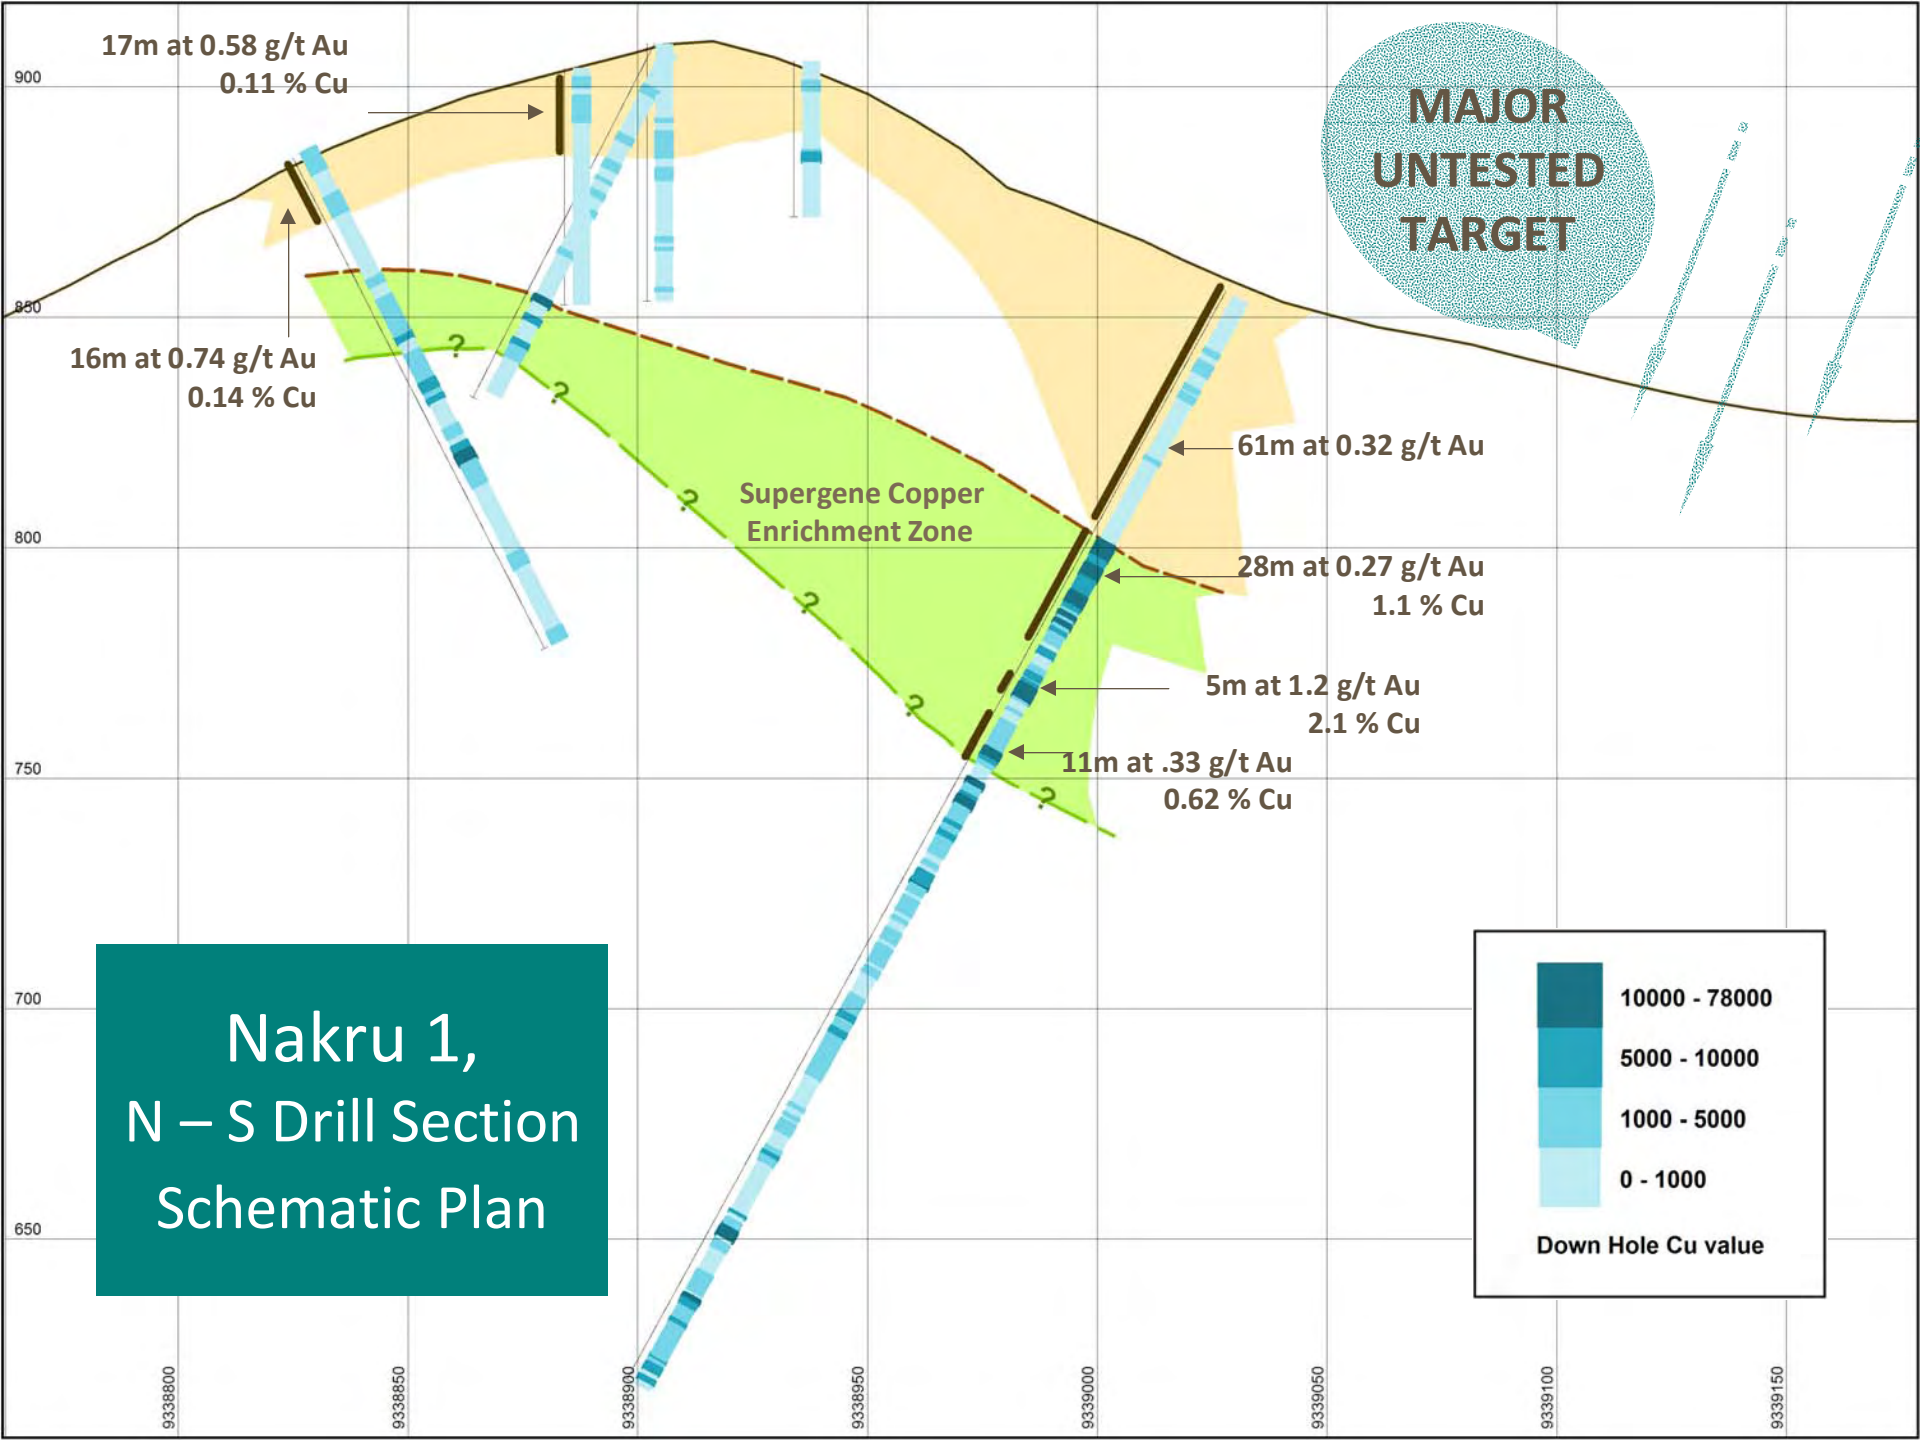 17m at 0.58 g/t Au
0.11 % Cu
900
MAJOR
UNTESTED
TARGET
850
16m at 0.74 g/t Au
0.14 % Cu
?
?
61m at 0.32 g/t Au
Supergene Copper
Enrichment Zone
?
800
28m at 0.27 g/t Au
1.1 % Cu
?
5m at 1.2 g/t Au
2.1 % Cu
?
750
11m at .33 g/t Au
0.62 % Cu
?
700
650
Nakru 1,
N – S Drill Section
Schematic Plan
10000 - 78000
5000 - 10000
1000 - 5000
0 - 1000
Down Hole Cu value
9338800
9338850
9338900
9338950
9339000
9339050
9339100
9339150